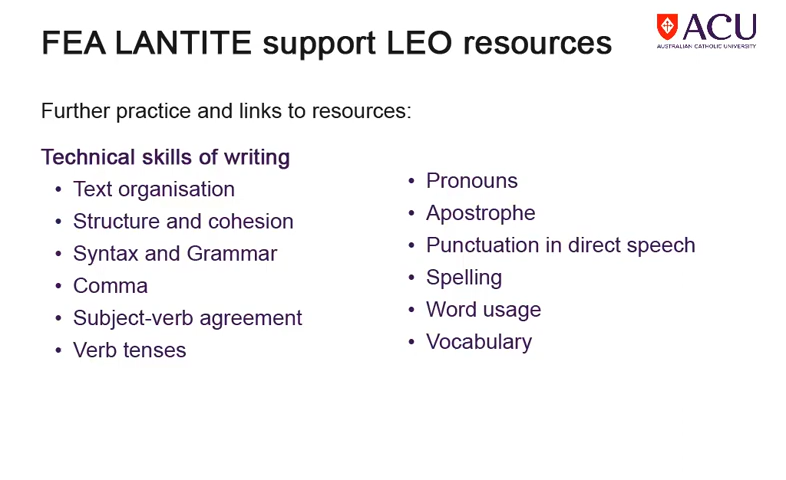 FEA LANTITE support LEO resources
ACU
AUSTRALIAN CATHOLIC UNIVERSITY
Further practice and links to resources:
Technical skills of writing
• Text organisation
• Structure and cohesion
• Syntax and Grammar
• Comma
• Subject-verb agreement
• Verb tenses
• Pronouns
• Apostrophe
• Punctuation in direct speech
• Spelling
• Word usage
• Vocabulary